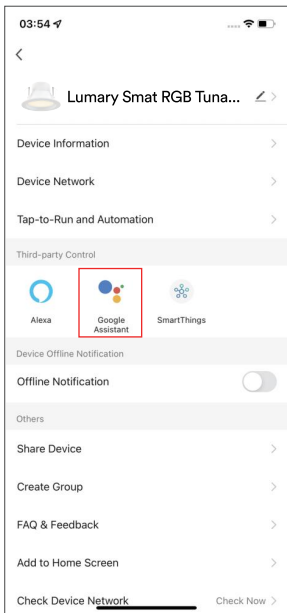 03:54
Lumary Smat RGB Tuna...
Device Information
Device Network
Tap-to-Run and Automation
Third-party Control
Alexa
Google
Assistant
SmartThings
Device Offline Notification
Offline Notification
Others
Share Device
Create Group
FAQ & Feedback
Add to Home Screen
Check Device Network Check Now